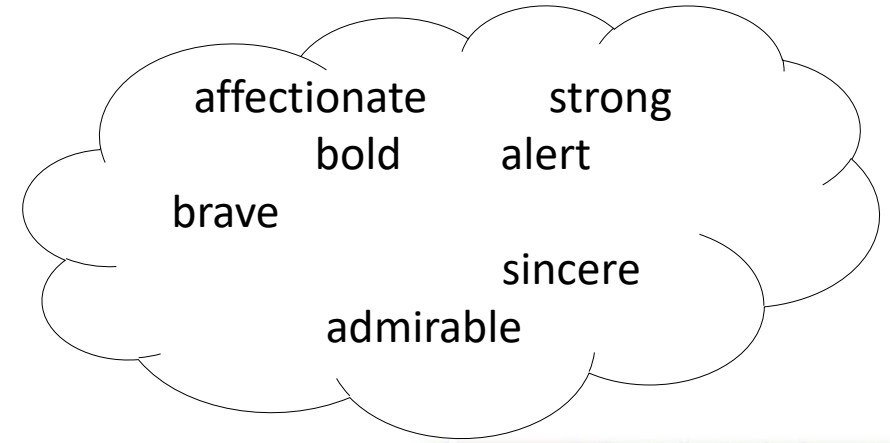 affectionate strong
bold alert
brave
sincere
admirable